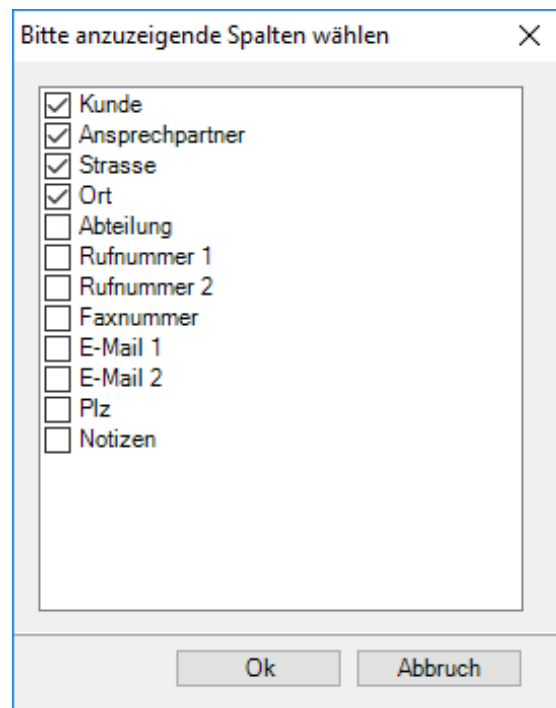 Bitte anzuzeigende Spalten wählen
Kunde
Ansprechpartner
Strasse
Ort
Abteilung
Rufnummer 1
Rufnummer 2
Faxnummer
E-Mail 1
E-Mail 2
Plz
Notizen
Ok Abbruch